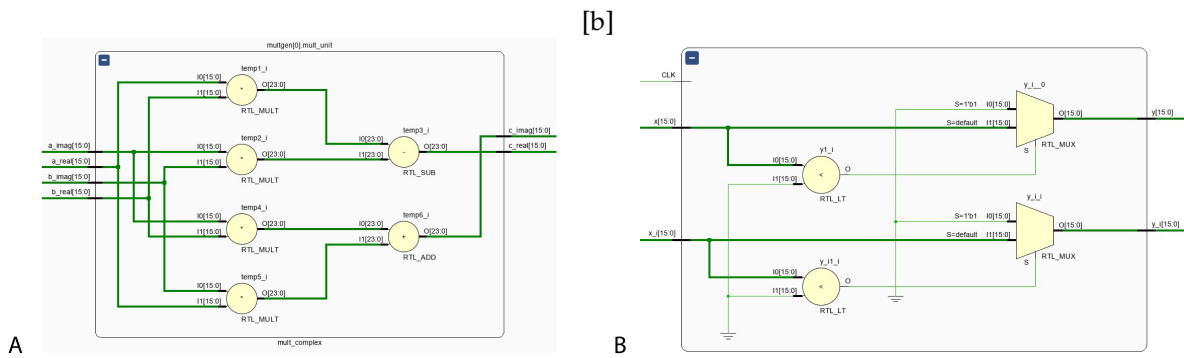 [b]
multgen[0].mult_unit
temp1_i
I0[15:0]
O[23:0]
I1[15:0]
RTL_MULT
temp2_i
I0[15:0]
O[23:0]
I1[15:0]
RTL_MULT
temp3_i
I0[23:0]
I1[23:0]
-
RTL_SUB
c_imag[15:0]
c_real[15:0]
a_imag[15:0]
a_real[15:0]
b_imag[15:0]
b_real[15:0]
temp4_i
I0[15:0]
O[23:0]
I1[15:0]
RTL_MULT
temp6_i
I0[23:0]
O[23:0]
I1[23:0]
+
RTL_ADD
temp5_i
I0[15:0]
O[23:0]
I1[15:0]
RTL_MULT
mult_complex
A
CLK
y_i__0
S=1'b1 I0[15:0]
O[15:0]
y[15:0]
x[15:0]
S=default I1[15:0]
S
RTL_MUX
y1_i
I0[15:0]
O
I1[15:0]
<
RTL_LT
y_i_i
S=1'b1 I0[15:0]
O[15:0]
y_i[15:0]
x_i[15:0]
S=default I1[15:0]
S
RTL_MUX
y_i1_i
I0[15:0]
O
I1[15:0]
<
RTL_LT
B